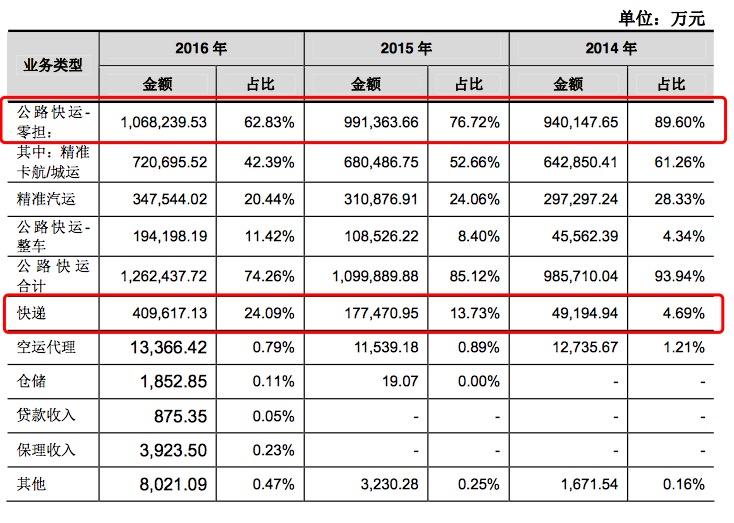 单位：万元
业务类型 2016 年 2015 年 2014 年
金额 占比 金额 占比 金额 占比
公路快运-
零担： 1,068,239.53 62.83% 991,363.66 76.72% 940,147.65 89.60%
其中：精准
卡航/城运 720,695.52 42.39% 680,486.75 52.66% 642,850.41 61.26%
精准汽运 347,544.02 20.44% 310,876.91 24.06% 297,297.24 28.33%
公路快运-
整车 194,198.19 11.42% 108,526.22 8.40% 45,562.39 4.34%
公路快运
合计 1,262,437.72 74.26% 1,099,889.88 85.12% 985,710.04 93.94%
快递 409,617.13 24.09% 177,470.95 13.73% 49,194.94 4.69%
空运代理 13,366.42 0.79% 11,539.18 0.89% 12,735.67 1.21%
仓储 1,852.85 0.11% 19.07 0.00% - -
贷款收入 875.35 0.05% - - - -
保理收入 3,923.50 0.23% - - - -
其他 8,021.09 0.47% 3,230.28 0.25% 1,671.54 0.16%